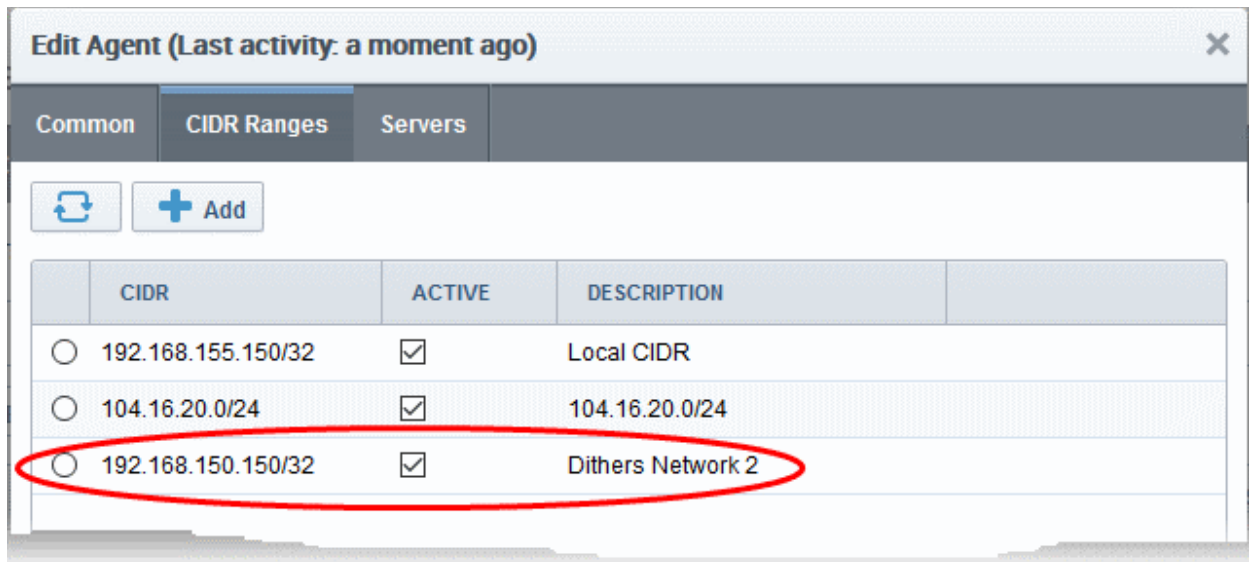 Edit Agent (Last activity: a moment ago)
Common CIDR Ranges Servers
Add
CIDR ACTIVE DESCRIPTION
192.168.155.150/32 Local CIDR
104.16.20.0/24 104.16.20.0/24
192.168.150.150/32 Dithers Network 2